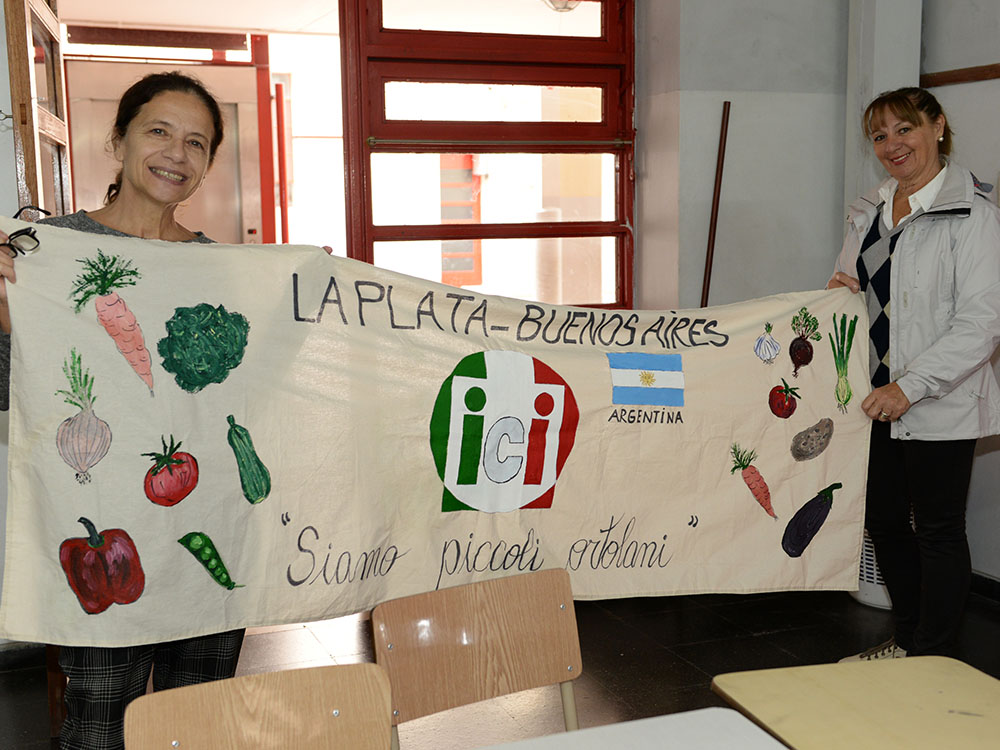 LA PLATA - BUENOS AIRES
ici
ARGENTINA
"Siamo piccoli ortolani"